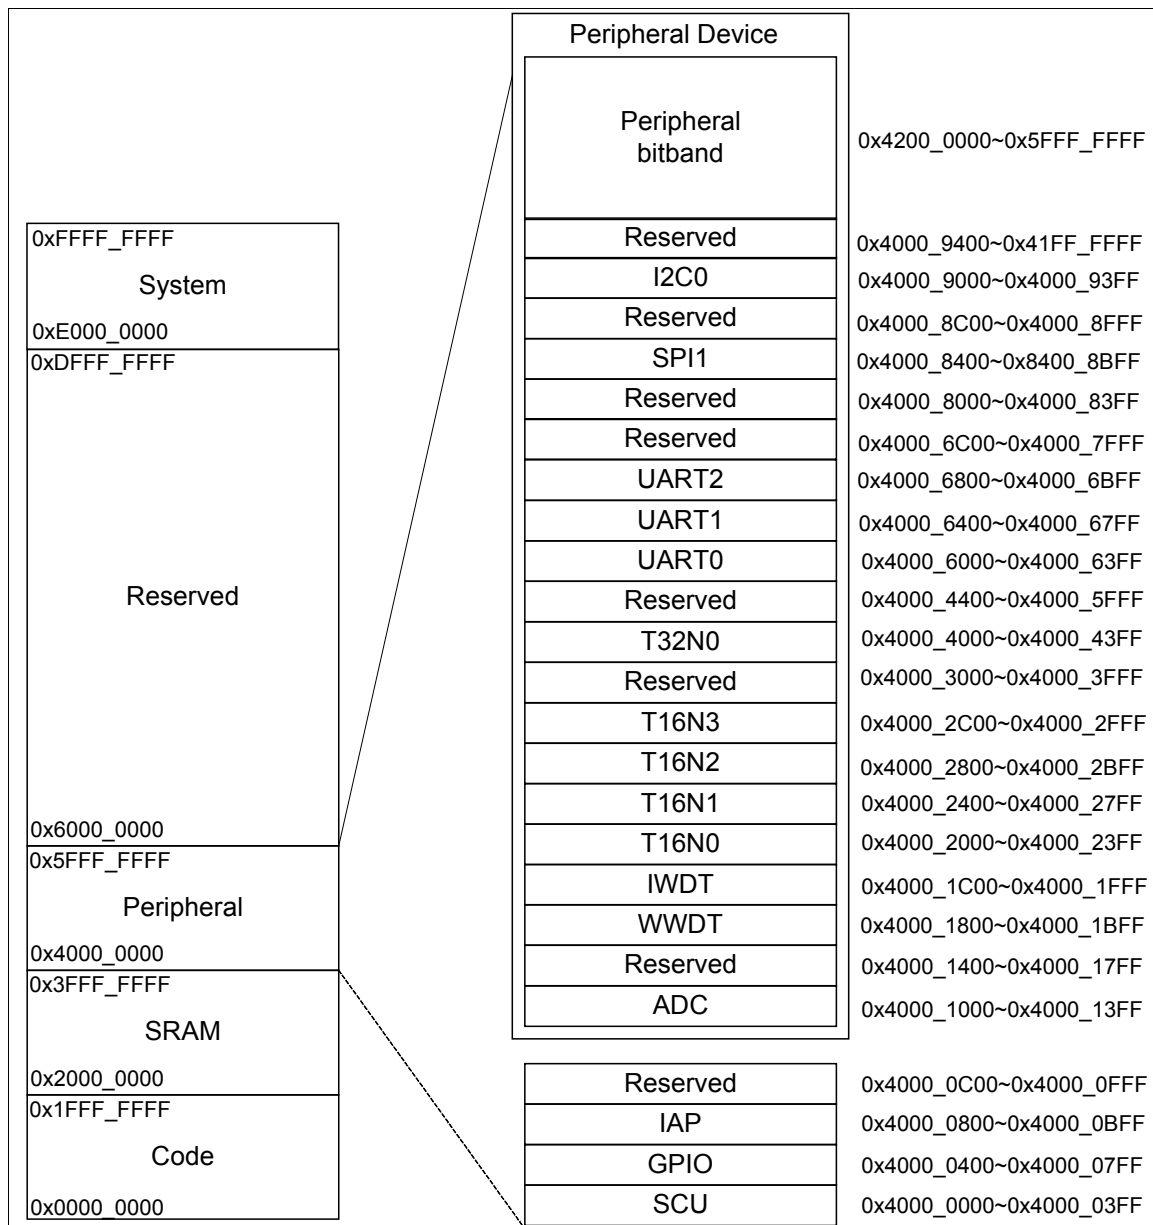 0xFFFF_FFFF
System
0xE000_0000
0xDFFF_FFFF
Reserved
0x6000_0000
0x5FFF_FFFF
Peripheral
0x4000_0000
0x3FFF_FFFF
SRAM
0x2000_0000
0x1FFF_FFFF
Code
0x0000_0000
Peripheral Device
Peripheral
bitband
0x4200_0000~0x5FFF_FFFF
Reserved 0x4000_9400~0x41FF_FFFF
I2C0 0x4000_9000~0x4000_93FF
Reserved 0x4000_8C00~0x4000_8FFF
SPI1 0x4000_8400~0x8400_8BFF
Reserved 0x4000_8000~0x4000_83FF
Reserved 0x4000_6C00~0x4000_7FFF
UART2 0x4000_6800~0x4000_6BFF
UART1 0x4000_6400~0x4000_67FF
UART0 0x4000_6000~0x4000_63FF
Reserved 0x4000_4400~0x4000_5FFF
T32N0 0x4000_4000~0x4000_43FF
Reserved 0x4000_3000~0x4000_3FFF
T16N3 0x4000_2C00~0x4000_2FFF
T16N2 0x4000_2800~0x4000_2BFF
T16N1 0x4000_2400~0x4000_27FF
T16N0 0x4000_2000~0x4000_23FF
IWDT 0x4000_1C00~0x4000_1FFF
WWDT 0x4000_1800~0x4000_1BFF
Reserved 0x4000_1400~0x4000_17FF
ADC 0x4000_1000~0x4000_13FF
Reserved 0x4000_0C00~0x4000_0FFF
IAP 0x4000_0800~0x4000_0BFF
GPIO 0x4000_0400~0x4000_07FF
SCU 0x4000_0000~0x4000_03FF